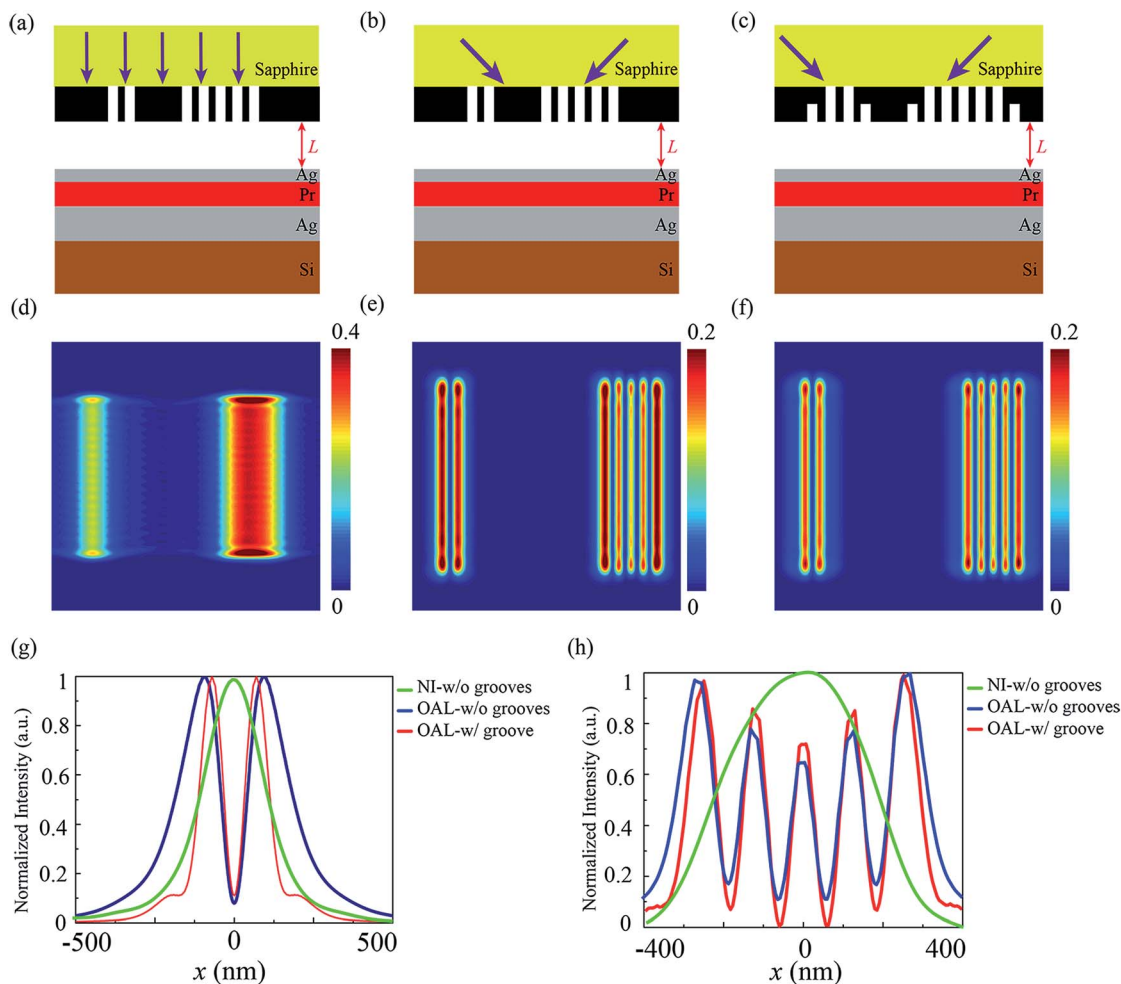 (a)
Sapphire
L
Ag
Pr
Ag
Si
(b)
Sapphire
L
Ag
Pr
Ag
Si
(c)
Sapphire
L
Ag
Pr
Ag
Si
(d)
0.4
0
(e)
0.2
0
(f)
0.2
0
(g)
Normalized Intensity (a.u.)
1
0.8
0.6
0.4
0.2
0
-500
0
500
x (nm)
NI-w/o grooves
OAL-w/o grooves
OAL-w/ groove
(h)
Normalized Intensity (a.u.)
1
0.8
0.6
0.4
0.2
0
-400
0
400
x (nm)
NI-w/o grooves
OAL-w/o grooves
OAL-w/ groove